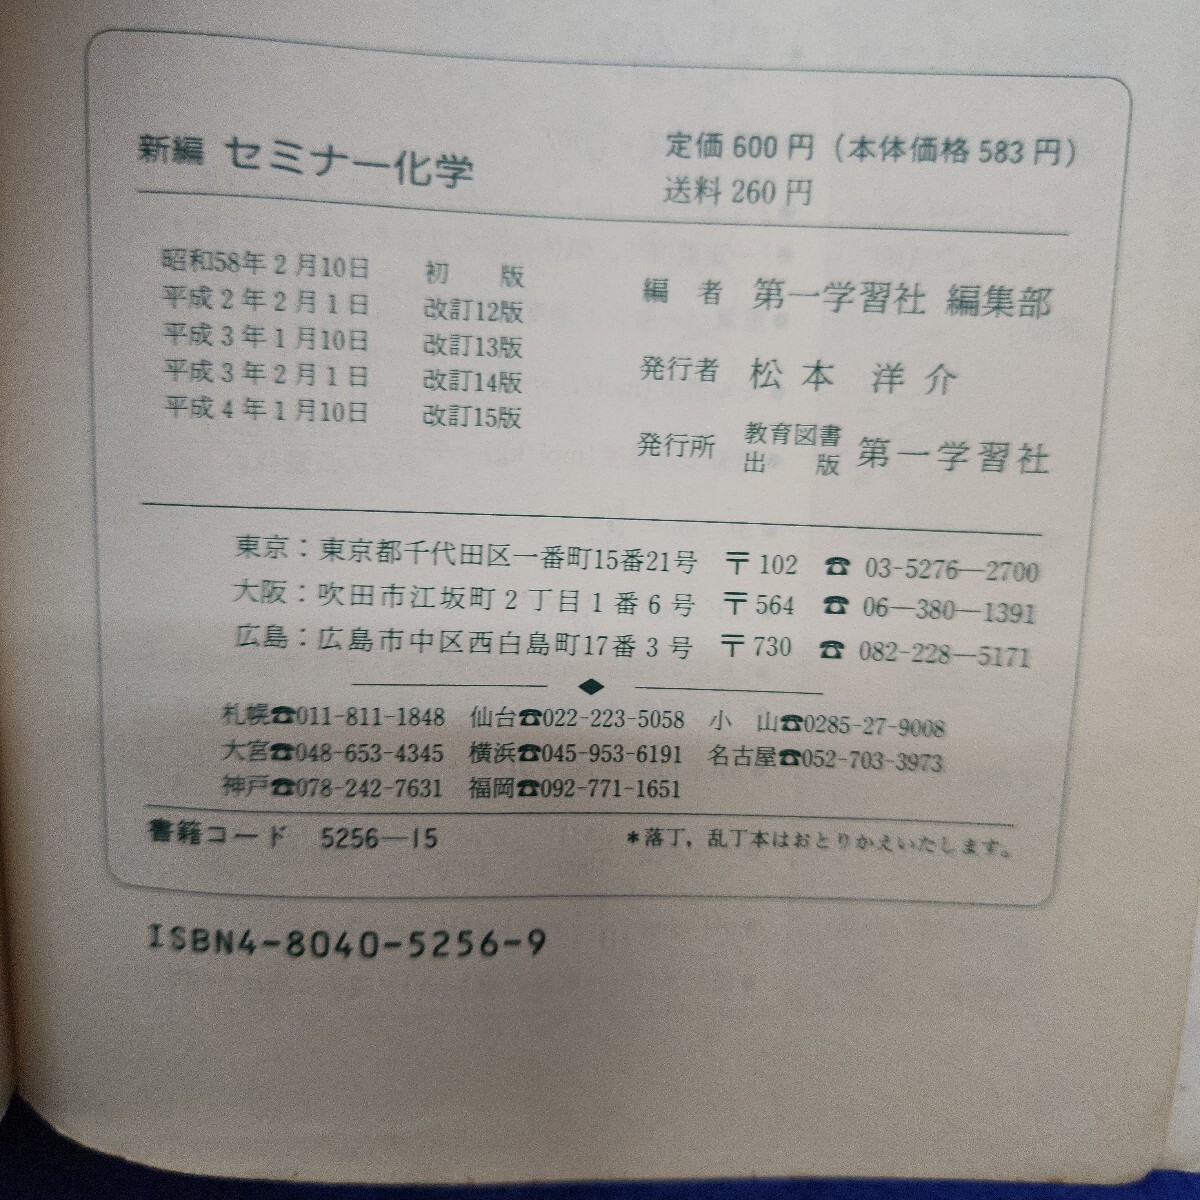 新編 セミナー化学
定価600円（本体価格583円）
送料260円
昭和58年2月10日 初 版
平成2年2月1日 改訂12版
平成3年1月10日 改訂13版
平成3年2月1日 改訂14版
平成4年1月10日 改訂15版
編 者 第一学習社 編集部
発行者 松本 洋介
発行所 教育図書出版 第一学習社
東京：東京都千代田区一番町15番21号 〒102 ☎ 03-5276―2700
大阪：吹田市江坂町2丁目1番6号 〒564 ☎ 06―380―1391
広島：広島市中区西白島町17番3号 〒730 ☎ 082-228―5171
札幌☎011-811-1848 仙台☎022-223-5058 小 山☎0285-27-9008
大宮☎048-653-4345 横浜☎045-953-6191 名古屋☎052-703-3973
神戸☎078-242-7631 福岡☎092-771-1651
書籍コード 5256―15
＊落丁，乱丁本はおとりかえいたします。
ISBN4-8040-5256-9